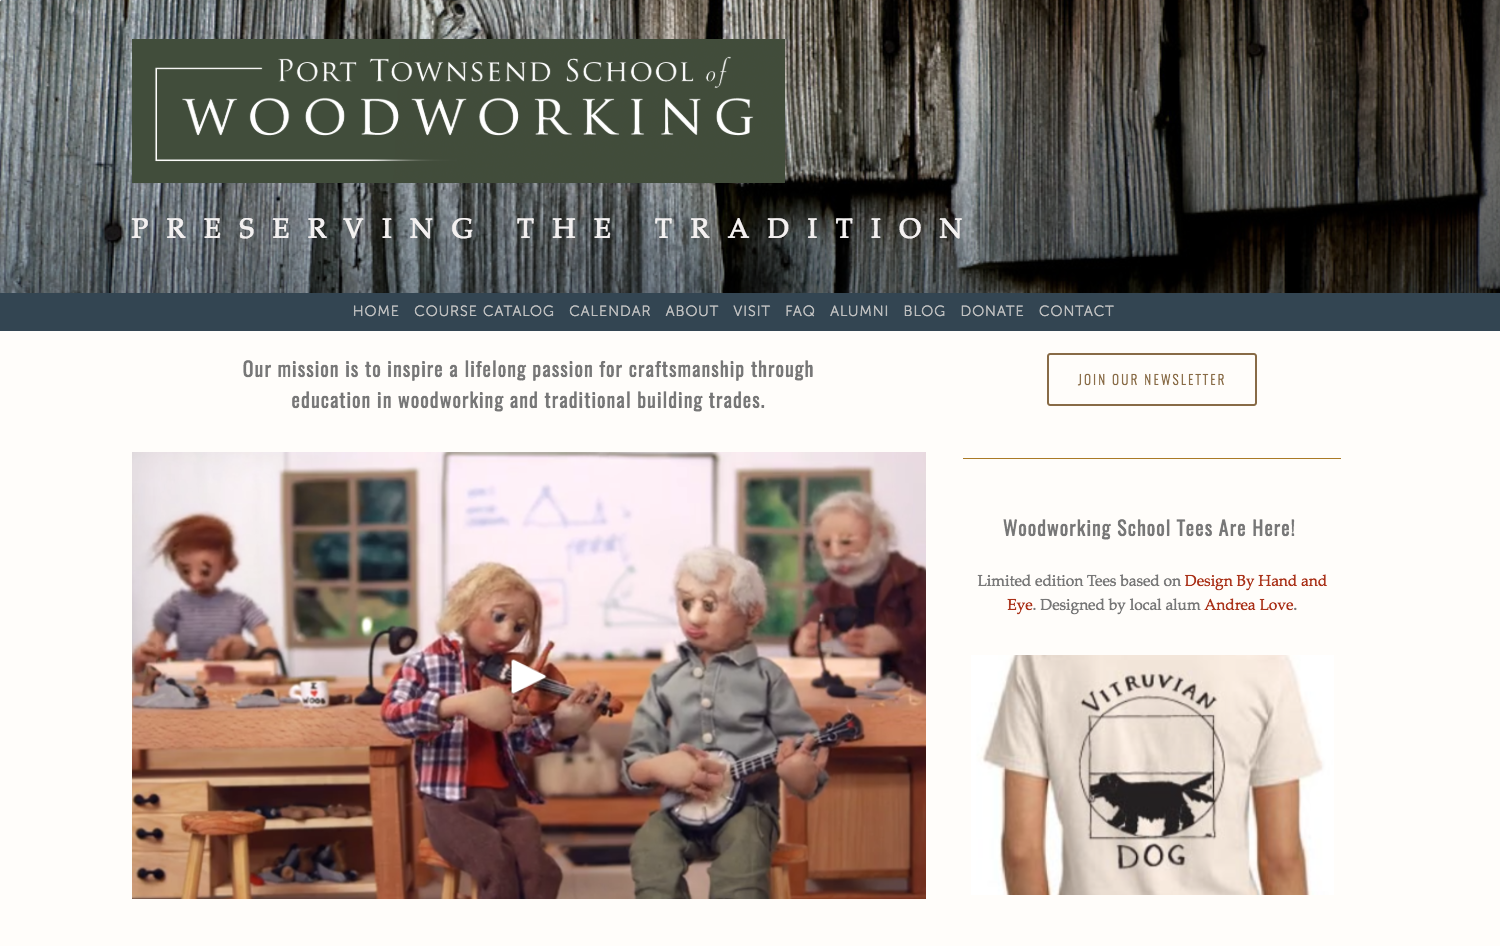 PORT TOWNSEND SCHOOL of
WOODWORKING
PRESERVING THE TRADITION
HOME COURSE CATALOG CALENDAR ABOUT VISIT FAQ ALUMNI BLOG DONATE CONTACT
Our mission is to inspire a lifelong passion for craftsmanship through
education in woodworking and traditional building trades.
JOIN OUR NEWSLETTER
Woodworking School Tees Are Here!
Limited edition Tees based on Design By Hand and
Eye. Designed by local alum Andrea Love.
I
WOOD
VITRUVIAN
DOG